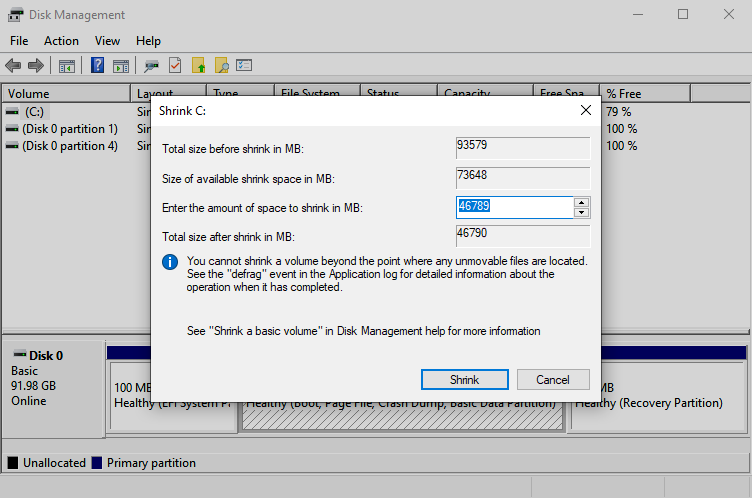 Disk Management
File Action View Help
Volume Layout Type File System Status Capacity Free Spa % Free
(C:) 79 %
(Disk 0 partition 1) 100 %
(Disk 0 partition 4) 100 %
Shrink C:
Total size before shrink in MB: 93579
Size of available shrink space in MB: 73648
Enter the amount of space to shrink in MB: 46789
Total size after shrink in MB: 46790
You cannot shrink a volume beyond the point where any unmovable files are located.
See the "defrag" event in the Application log for detailed information about the
operation when it has completed.
See "Shrink a basic volume" in Disk Management help for more information
Shrink Cancel
Disk 0
Basic
91.98 GB
Online
100 MB
Healthy (EFI System P
Healthy (Boot, Page File, Crash Dump, Basic Data Partition)
MB
Healthy (Recovery Partition)
Unallocated Primary partition